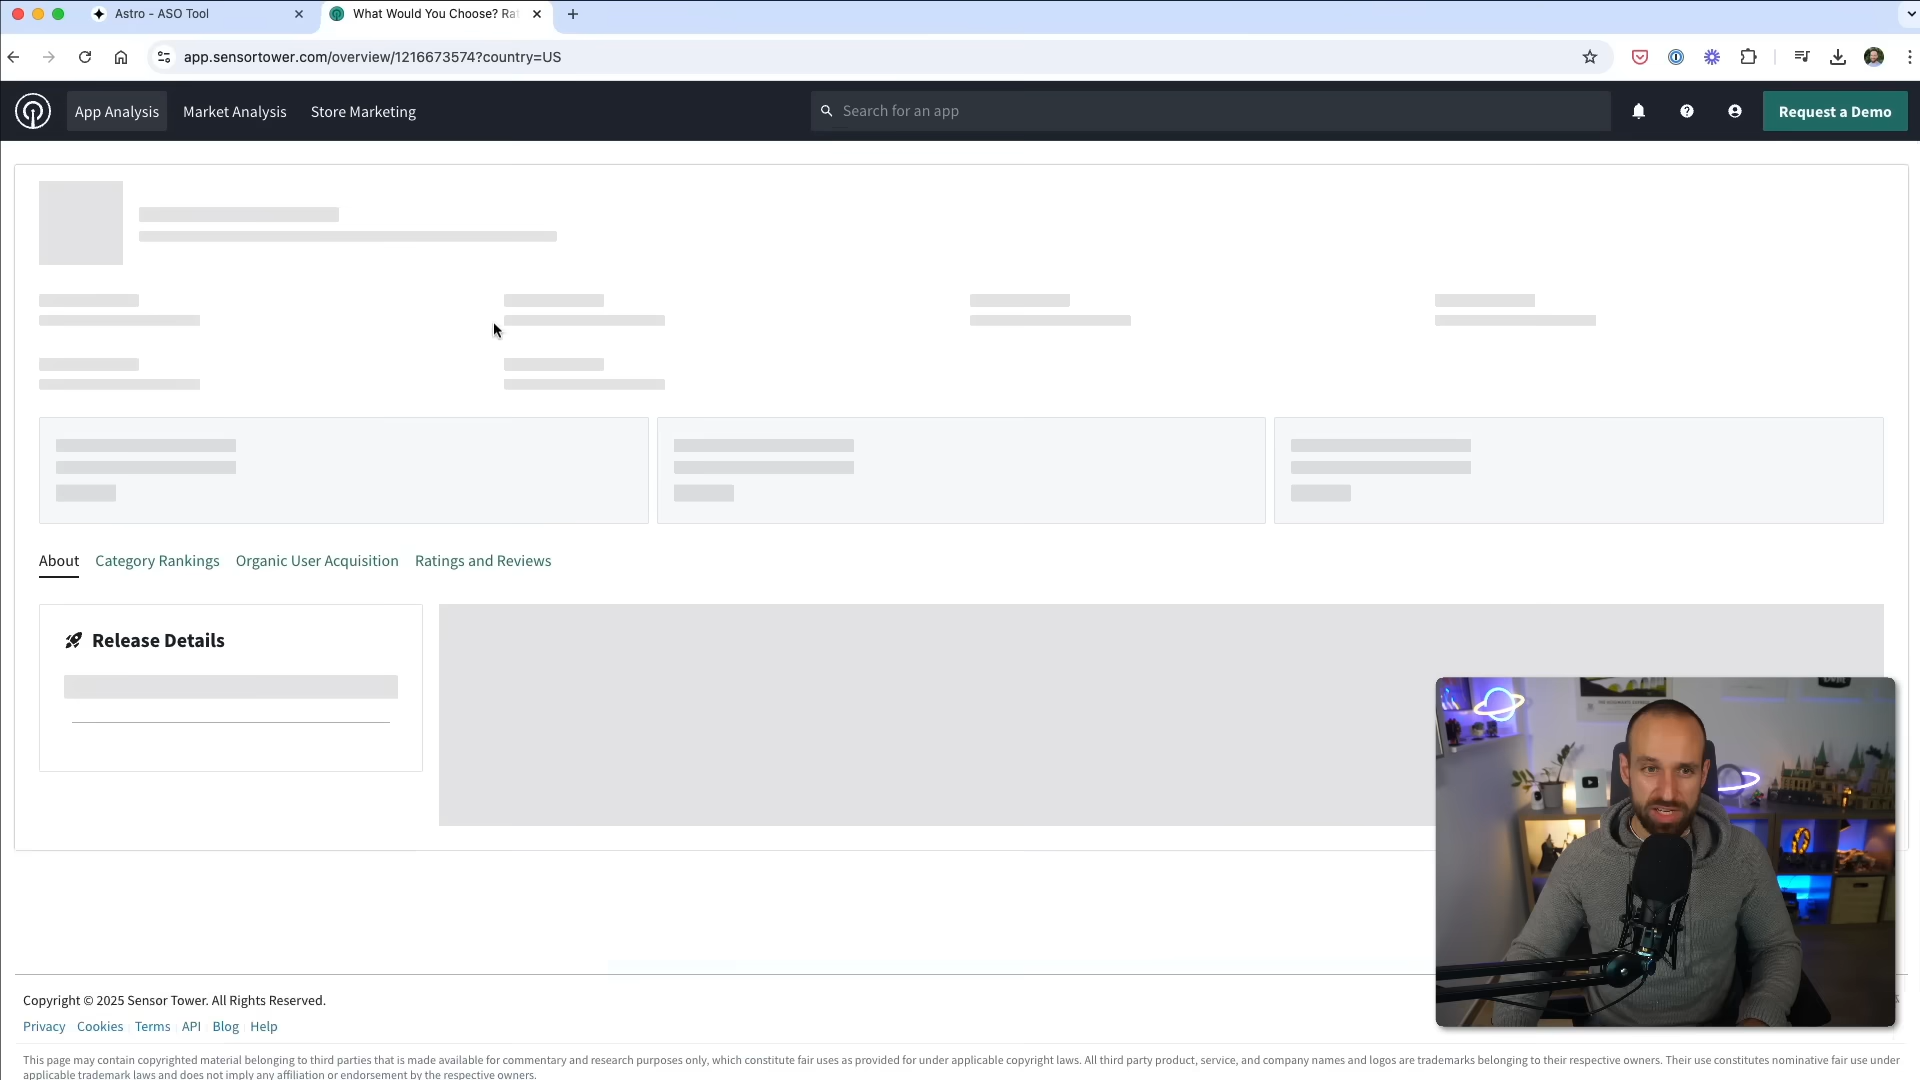 Astro - ASO Tool
What Would You Choose? Ra
app.sensortower.com/overview/1216673574?country=US
App Analysis
Market Analysis
Store Marketing
Search for an app
Request a Demo
About
Category Rankings
Organic User Acquisition
Ratings and Reviews
Release Details
Copyright © 2025 Sensor Tower. All Rights Reserved.
Privacy Cookies Terms API Blog Help
This page may contain copyrighted material belonging to third parties that is made available for commentary and research purposes only, which constitute fair uses as provided for under applicable copyright laws. All third party product, service, and company names and logos are trademarks belonging to their respective owners. Their use constitutes nominative fair use under
applicable trademark laws and does not imply any affiliation or endorsement by the respective owners.